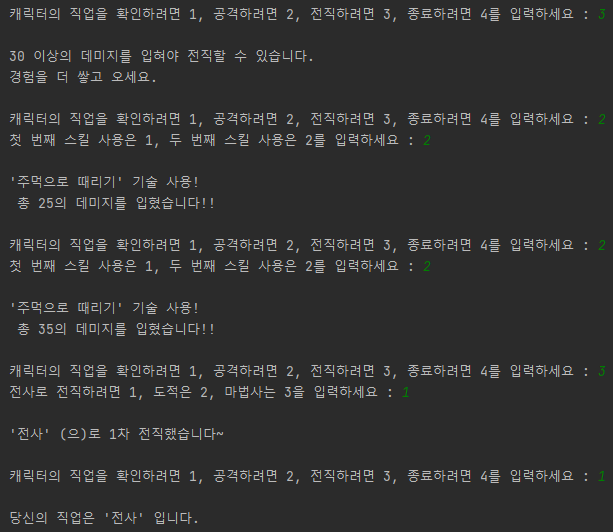 캐릭터의 직업을 확인하려면 1, 공격하려면 2, 전직하려면 3, 종료하려면 4를 입력하세요 : 3
30 이상의 데미지를 입혀야 전직할 수 있습니다.
경험을 더 쌓고 오세요.
캐릭터의 직업을 확인하려면 1, 공격하려면 2, 전직하려면 3, 종료하려면 4를 입력하세요 : 2
첫 번째 스킬 사용은 1, 두 번째 스킬 사용은 2를 입력하세요 : 2
'주먹으로 때리기' 기술 사용!
총 25의 데미지를 입혔습니다!!
캐릭터의 직업을 확인하려면 1, 공격하려면 2, 전직하려면 3, 종료하려면 4를 입력하세요 : 2
첫 번째 스킬 사용은 1, 두 번째 스킬 사용은 2를 입력하세요 : 2
'주먹으로 때리기' 기술 사용!
총 35의 데미지를 입혔습니다!!
캐릭터의 직업을 확인하려면 1, 공격하려면 2, 전직하려면 3, 종료하려면 4를 입력하세요 : 3
전사로 전직하려면 1, 도적은 2, 마법사는 3을 입력하세요 : 1
'전사' (으)로 1차 전직했습니다~
캐릭터의 직업을 확인하려면 1, 공격하려면 2, 전직하려면 3, 종료하려면 4를 입력하세요 : 1
당신의 직업은 '전사' 입니다.